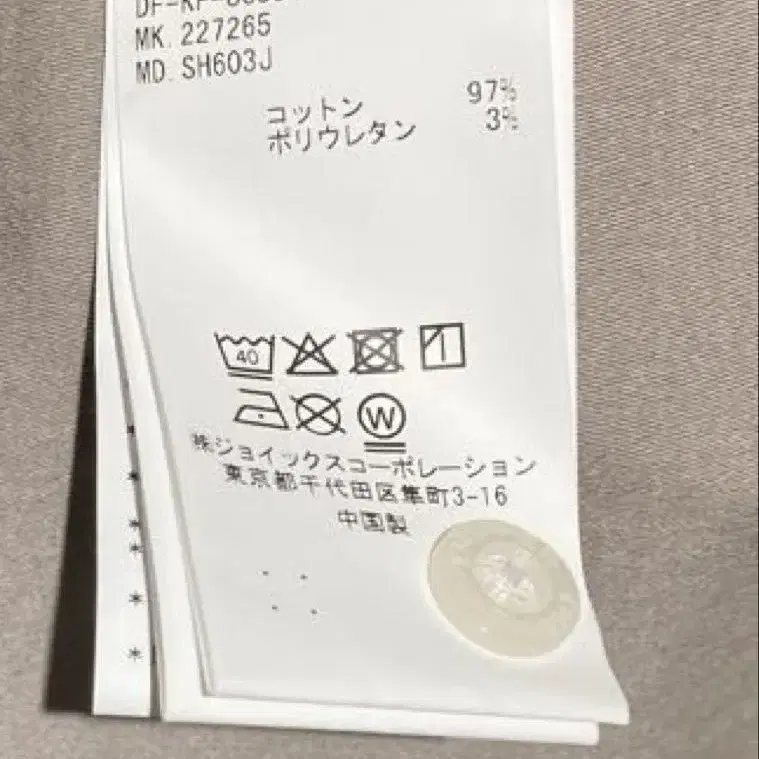 MK. 227265
MD. SH603J
コットン 97%
ポリウレタン 3%
40
W
㈱ジョイックスコーポレーション
東京都千代田区隼町3-16
中国製
*
*
*
*
*